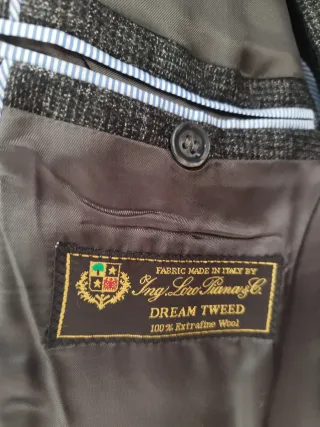 FABRIC MADE IN ITALY BY
Ing. Loro Piana & C.
DREAM TWEED
100% Extrafine Wool